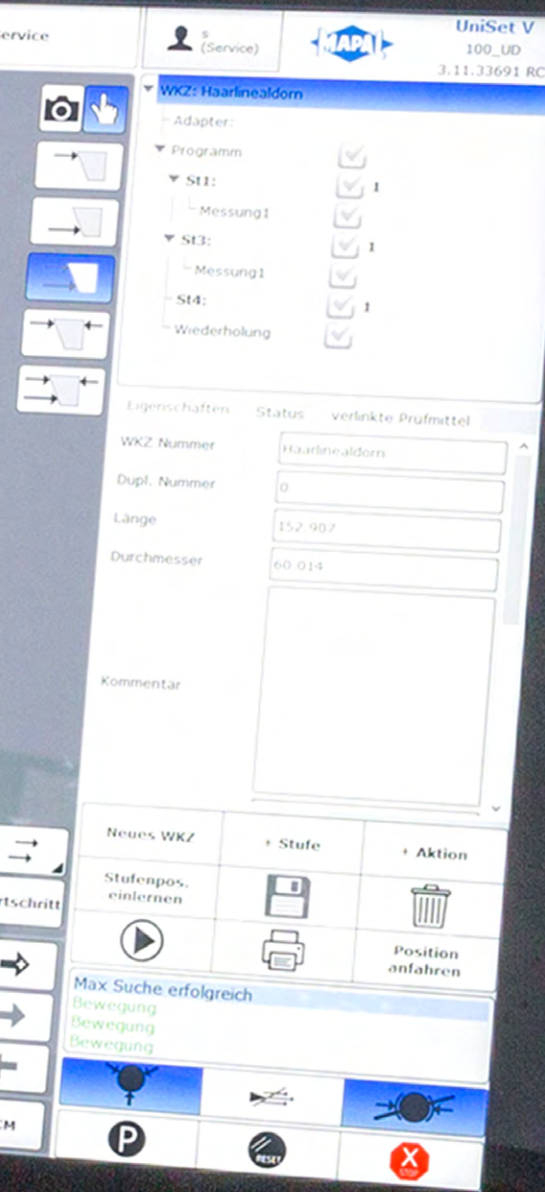 ervice
s
(Service)
MAPAL
UniSet V
100_UD
3.11.33691 RC
WKZ: Haarlinealdorn
Adapter:
Programm
St1: 1
Messung1
St3: 1
Messung1
St4: 1
Wiederholung
Eigenschaften Status verlinkte Prüfmittel
WKZ Nummer Haarlinealdorn
Dupl. Nummer 0
Länge 152.907
Durchmesser 60.014
Kommentar
Neues WKZ + Stufe + Aktion
Stufenpos.
einlernen
rtschritt
Position
anfahren
Max Suche erfolgreich
Bewegung
Bewegung
Bewegung
CM
P
RESET
X
STOP